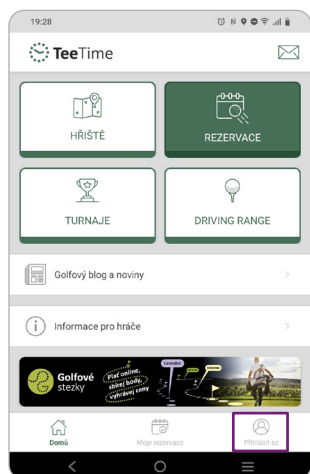 19:28
TeeTime
HŘIŠTĚ
REZERVACE
TURNAJE
DRIVING RANGE
Golfový blog a noviny
Informace pro hráče
Golfové
stezky
Plať online,
sbírej body,
vyhrávej ceny
Domů
Moje rezervace
Přihlásit se